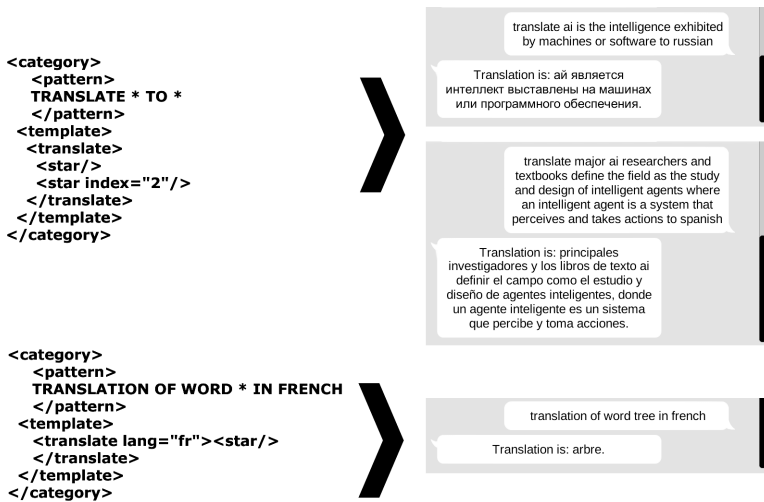 <category>
<pattern>
TRANSLATE * TO *
</pattern>
<template>
<translate>
<star/>
<star index="2"/>
</translate>
</template>
</category>
translate ai is the intelligence exhibited
by machines or software to russian
Translation is: ай является
интеллект выставлены на машинах
или программного обеспечения.
translate major ai researchers and
textbooks define the field as the study
and design of intelligent agents where
an intelligent agent is a system that
perceives and takes actions to spanish
Translation is: principales
investigadores y los libros de texto ai
definir el campo como el estudio y
diseño de agentes inteligentes, donde
un agente inteligente es un sistema
que percibe y toma acciones.
<category>
<pattern>
TRANSLATION OF WORD * IN FRENCH
</pattern>
<template>
<translate lang="fr"><star/>
</translate>
</template>
</category>
translation of word tree in french
Translation is: arbre.